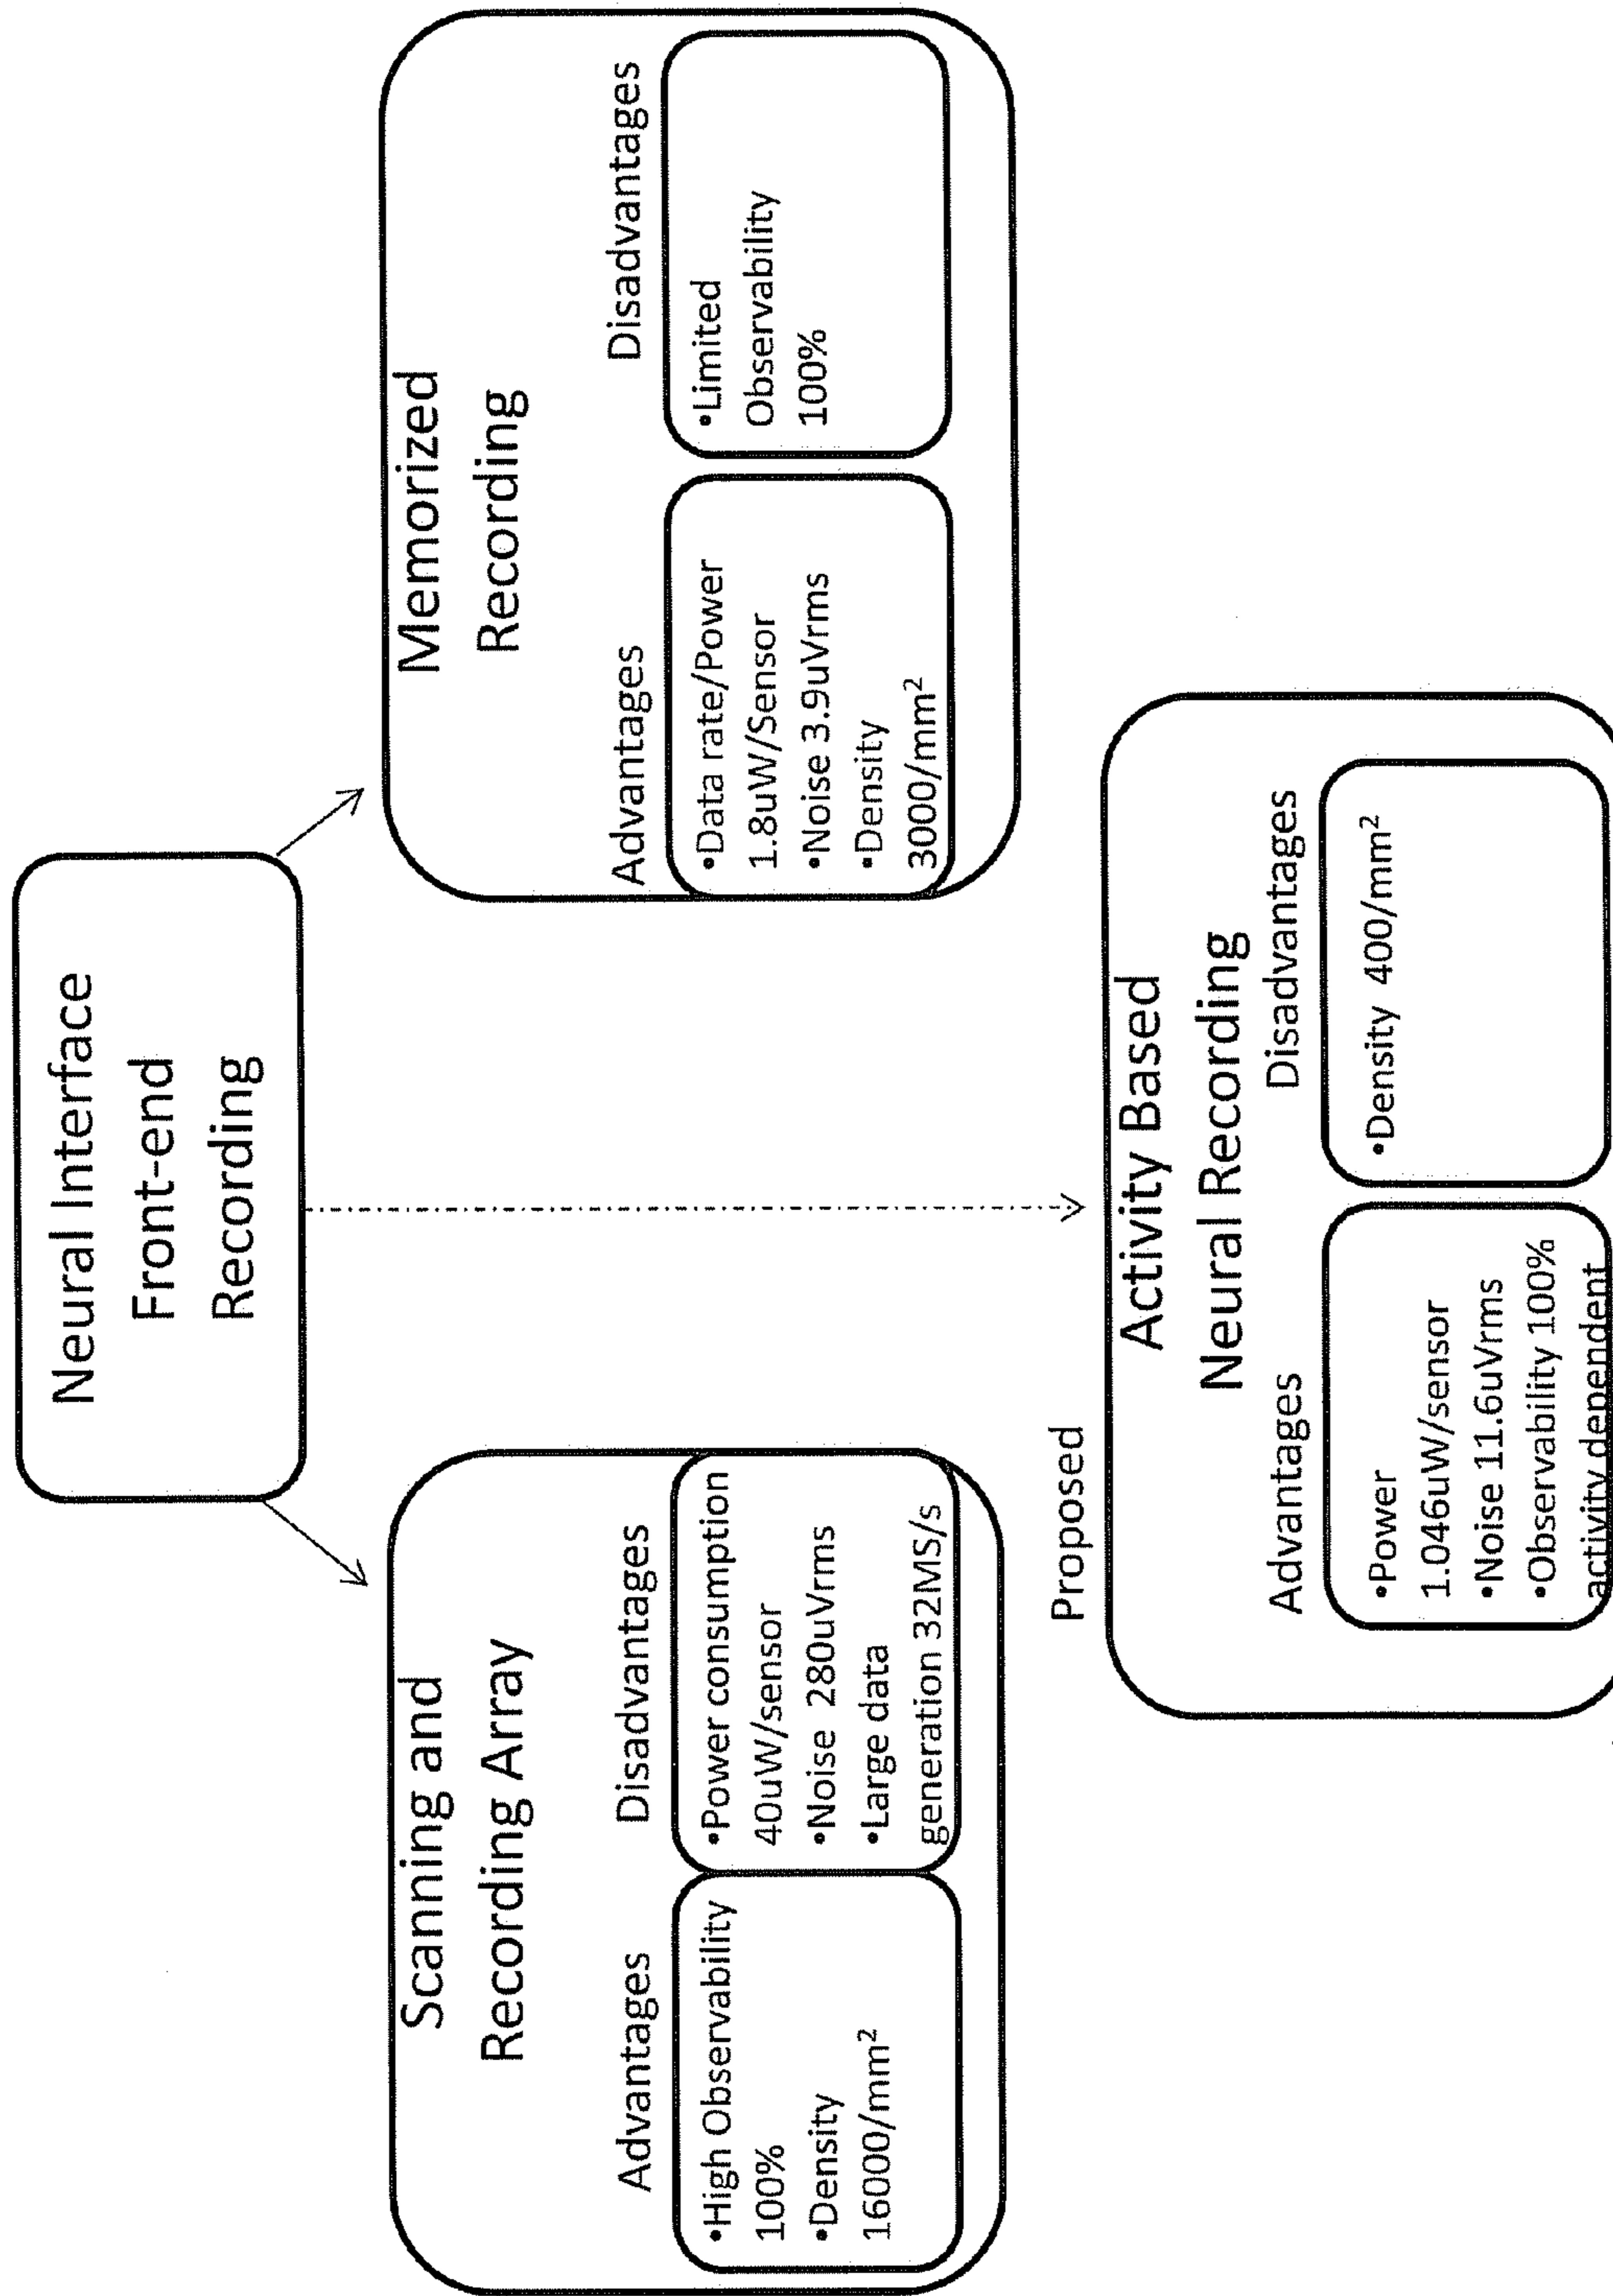 Neural Interface
Front-end
Recording
Scanning and
Recording Array
Advantages
•High Observability
100%
•Density
16000/mm²
Disadvantages
•Power consumption
40uW/sensor
•Noise 280uVrms
•Large data
generation 32MS/s
Memorized
Recording
Advantages
•Data rate/Power
1.8uW/Sensor
•Noise 3.9uVrms
•Density
3000/mm²
Disadvantages
•Limited
Observability
100%
Proposed
Activity Based
Neural Recording
Advantages
•Power
1.046uW/sensor
•Noise 11.6uVrms
•Observability 100%
activity dependent
Disadvantages
•Density 400/mm²